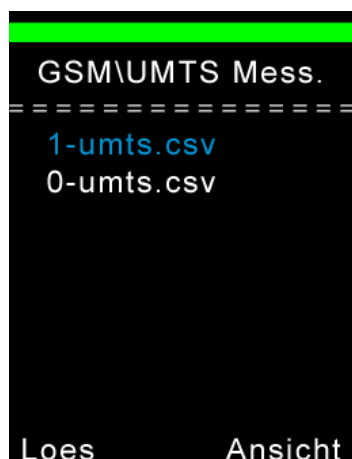 GSM\UMTS Mess.
===============
1-umts.csv
0-umts.csv
Loes Ansicht